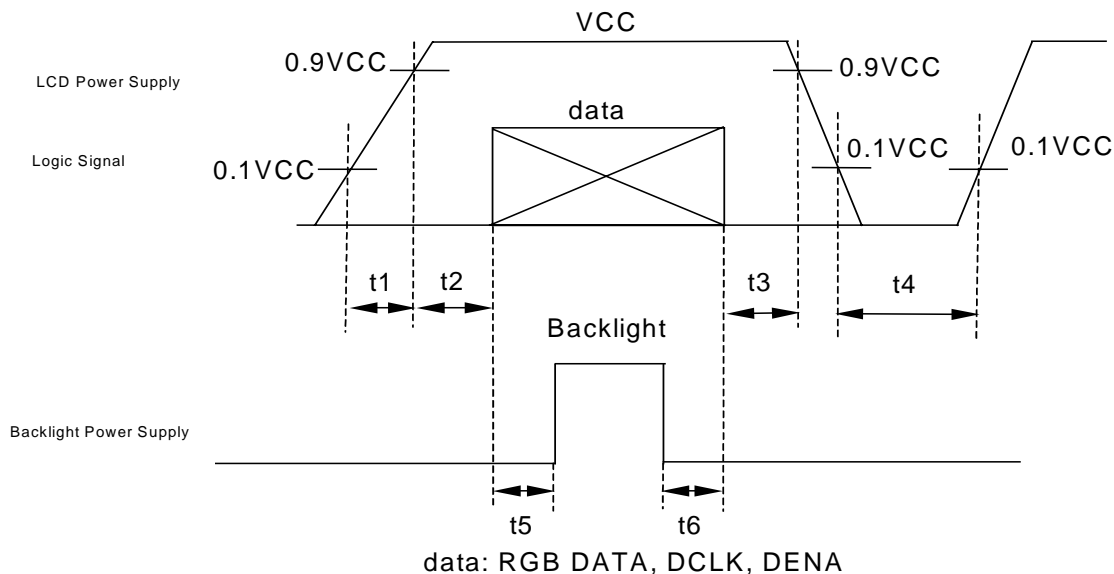 VCC
0.9VCC
0.9VCC
LCD Power Supply
data
Logic Signal
0.1VCC
0.1VCC
0.1VCC
t1
t2
t3
t4
Backlight
Backlight Power Supply
t5
t6
data: RGB DATA, DCLK, DENA